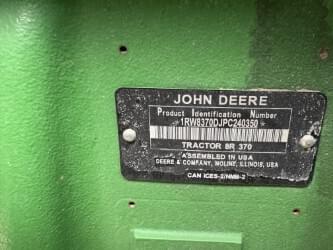 JOHN DEERE
Product Identification Number
*1RW8370DJPC240350*
TRACTOR 8R 370
*ASSEMBLED IN USA*
DEERE & COMPANY, MOLINE, ILLINOIS, USA
CAN ICES-2/NMB-2